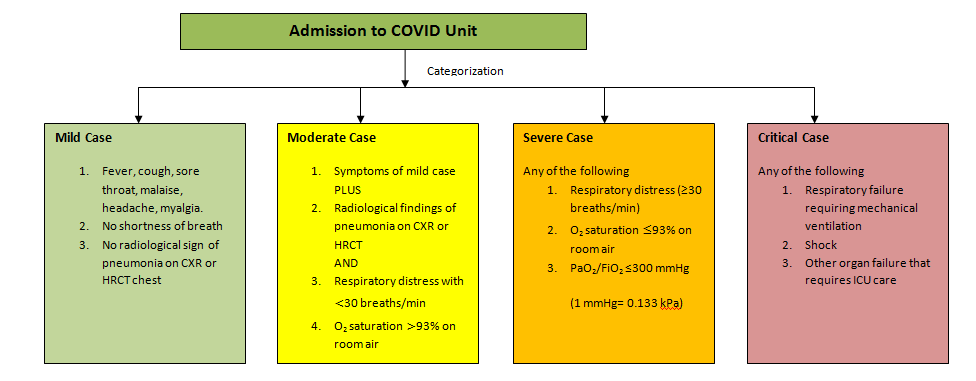 Admission to COVID Unit
Categorization
Mild Case
1. Fever, cough, sore
throat, malaise,
headache, myalgia.
2. No shortness of breath
3. No radiological sign of
pneumonia on CXR or
HRCT chest
Moderate Case
1. Symptoms of mild case
PLUS
2. Radiological findings of
pneumonia on CXR or
HRCT
AND
3. Respiratory distress with
<30 breaths/min
4. O₂ saturation >93% on
room air
Severe Case
Any of the following
1. Respiratory distress (≥30
breaths/min)
2. O₂ saturation ≤93% on
room air
3. PaO₂/FiO₂ ≤300 mmHg
(1 mmHg= 0.133 kPa)
Critical Case
Any of the following
1. Respiratory failure
requiring mechanical
ventilation
2. Shock
3. Other organ failure that
requires ICU care